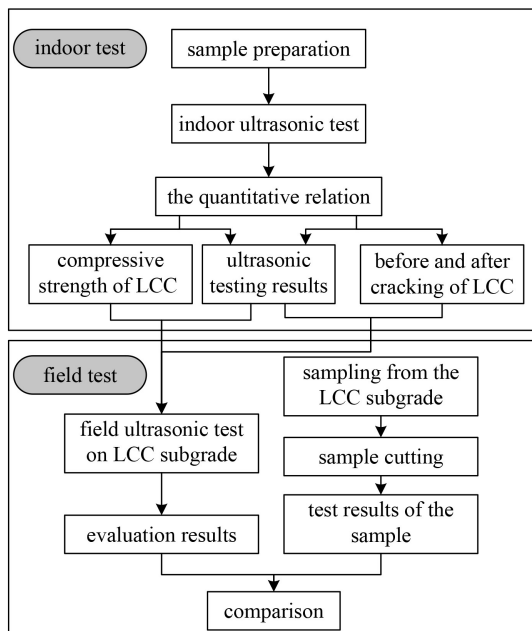 indoor test
sample preparation
indoor ultrasonic test
the quantitative relation
compressive
strength of LCC
ultrasonic
testing results
before and after
cracking of LCC
field test
sampling from the
LCC subgrade
field ultrasonic test
on LCC subgrade
sample cutting
evaluation results
test results of the
sample
comparison